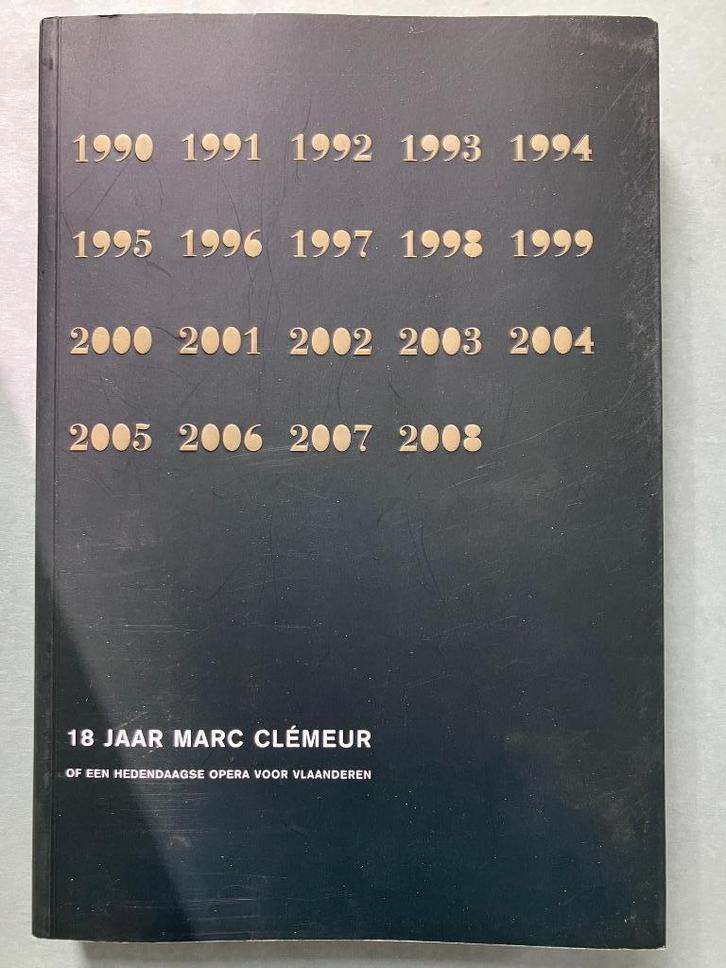 1990 1991 1992 1993 1994
1995 1996 1997 1998 1999
2000 2001 2002 2003 2004
2005 2006 2007 2008
18 JAAR MARC CLÉMEUR
OF EEN HEDENDAAGSE OPERA VOOR VLAANDEREN